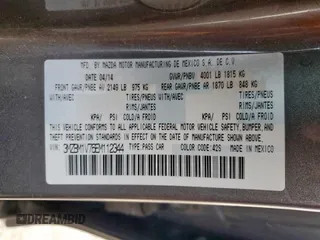 MFD. BY MAZDA MOTOR MANUFACTURING DE MEXICO S.A. DE C.V
DATE 04/14 GVWR/PNBV 4001 LB 1815 KG
FRONT GAWR/PNBE AV 2149 LB 975 KG REAR GAWR/PNBE AR 1870 LB 848 KG
WITH/AVEC TIRES/PNEUS WITH/AVEC TIRES/PNEUS
RIMS/JANTES RIMS/JANTES
KPA / PSI COLD/A FROID KPA / PSI COLD/A FROID
THIS VEHICLE CONFORMS TO ALL APPLICABLE FEDERAL MOTOR VEHICLE
SAFETY BUMPER AND THEFT PREVENTION STANDARDS IN
EFFECT ON THE DATE OF MANUFACTURE SHOWN ABOVE
3MZBM1V75EM112344 TYPE PASS CAR
COLOR CODE: 42S MADE IN MEXICO
DREAMBID